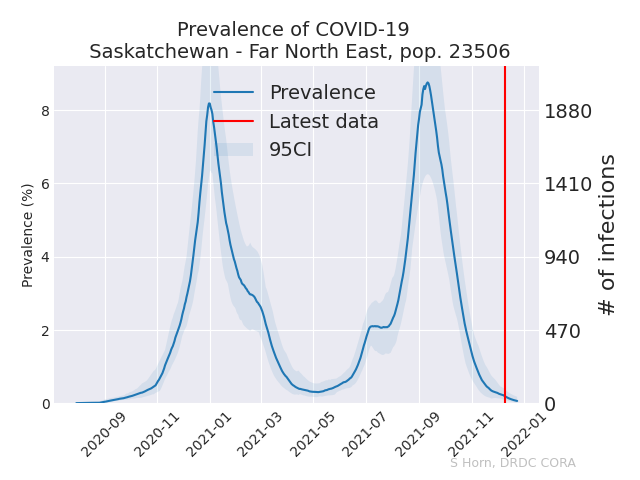 Prevalence of COVID-19
Saskatchewan - Far North East, pop. 23506
Prevalence
Latest data
95CI
Prevalence (%)
8
6
4
2
0
# of infections
1880
1410
940
470
0
2020-09
2020-11
2021-01
2021-03
2021-05
2021-07
2021-09
2021-11
2022-01
S Horn, DRDC CORA